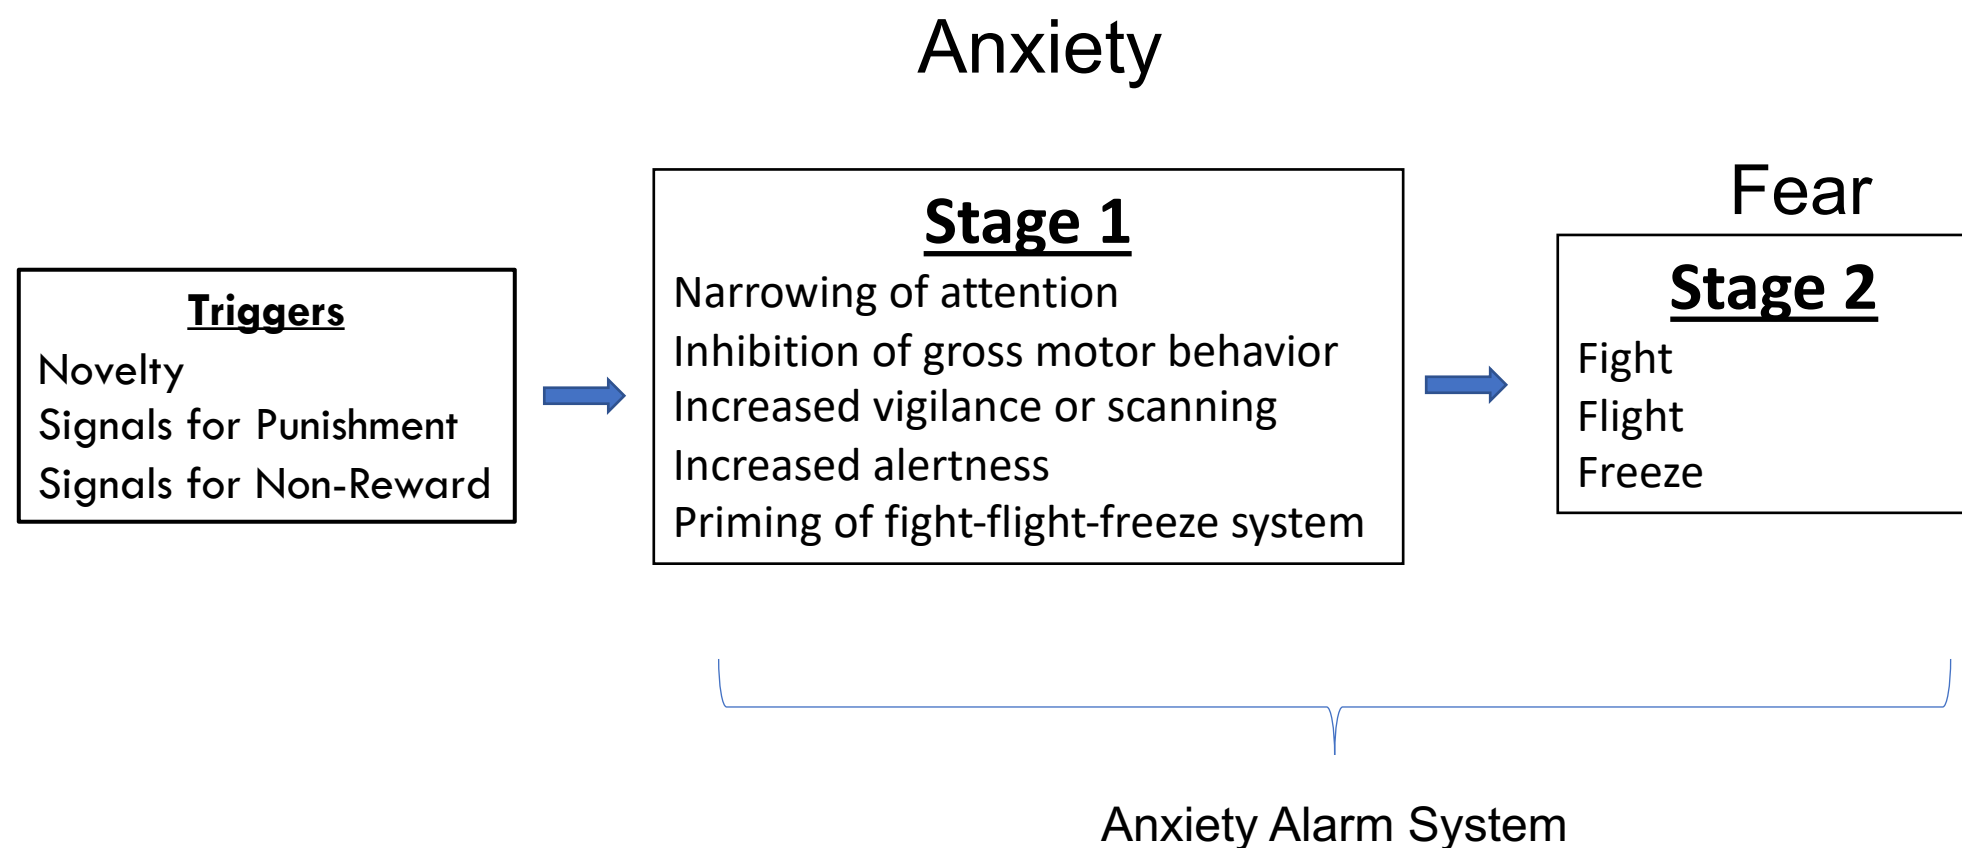 Anxiety
Triggers
Novelty
Signals for Punishment
Signals for Non-Reward
Stage 1
Narrowing of attention
Inhibition of gross motor behavior
Increased vigilance or scanning
Increased alertness
Priming of fight-flight-freeze system
Fear
Stage 2
Fight
Flight
Freeze
Anxiety Alarm System